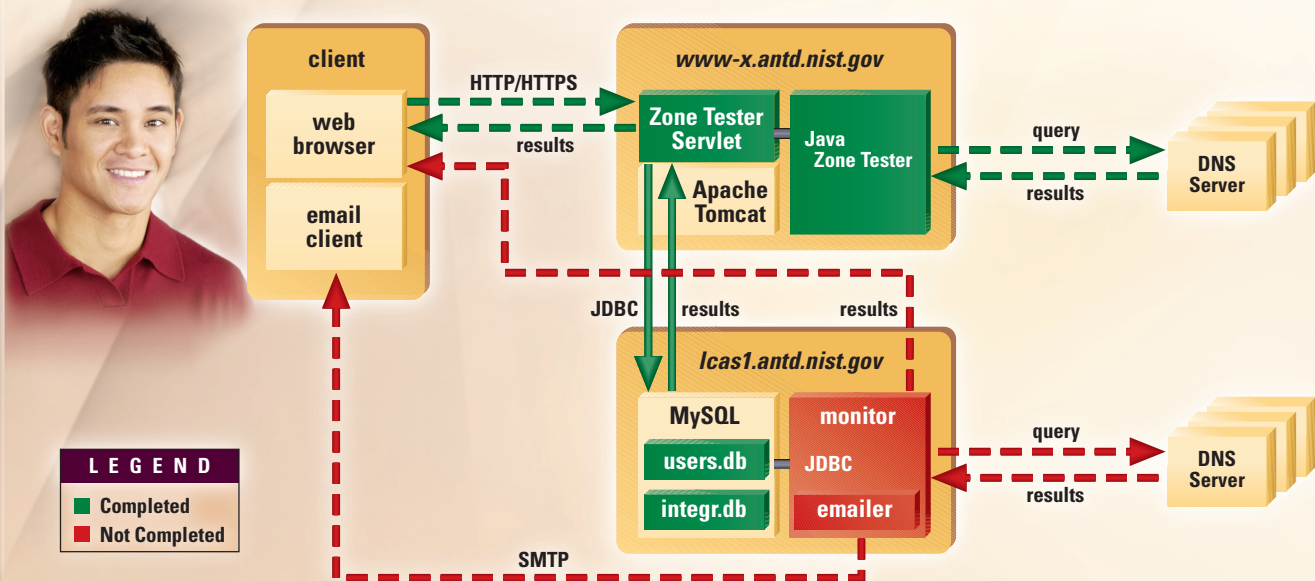 client
web
browser
email
client
HTTP/HTTPS
results
www-x.antd.nist.gov
Zone Tester
Servlet
Java
Zone Tester
Apache
Tomcat
query
results
DNS
Server
JDBC
results
results
lcas1.antd.nist.gov
MySQL
users.db
integr.db
monitor
JDBC
emailer
query
results
DNS
Server
SMTP
LEGEND
Completed
Not Completed